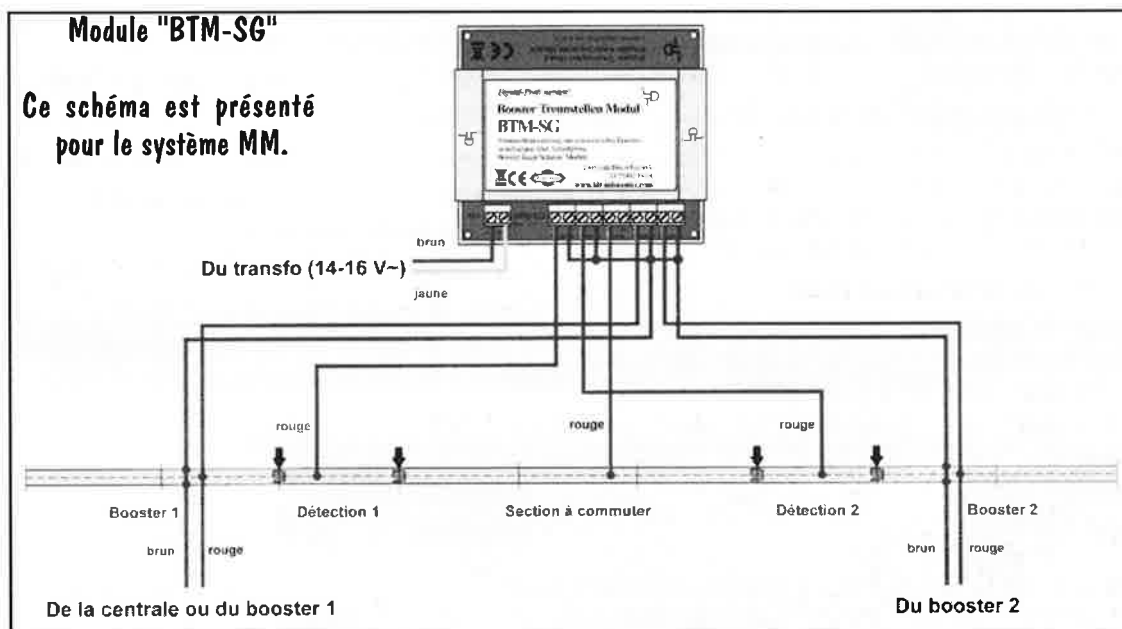 Module "BTM-SG"
Ce schéma est présenté
pour le système MM.
Booster Trennstellen Modul
BTM-SG
CE
brun
Du transfo (14-16 V~)
jaune
rouge
rouge
rouge
Booster 1
Détection 1
Section à commuter
Détection 2
Booster 2
brun
rouge
brun
rouge
De la centrale ou du booster 1
Du booster 2